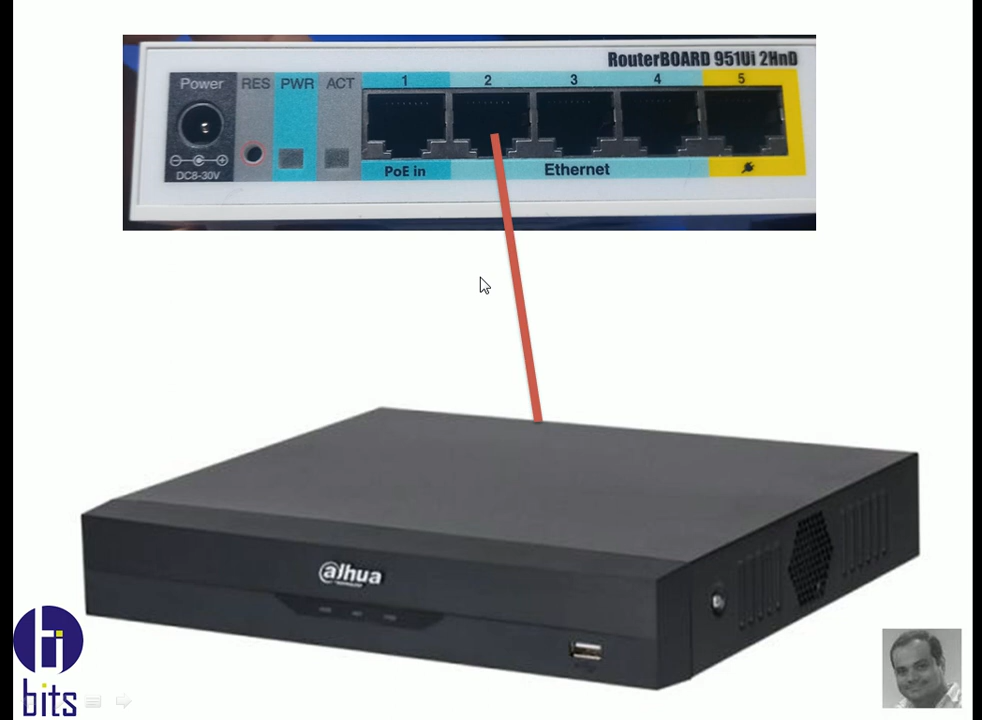 RouterBOARD 951Ui 2HnD
Power RES PWR ACT 1 2 3 4 5
DC8-30V
PoE in
Ethernet
alhua
TECHNOLOGY
bits